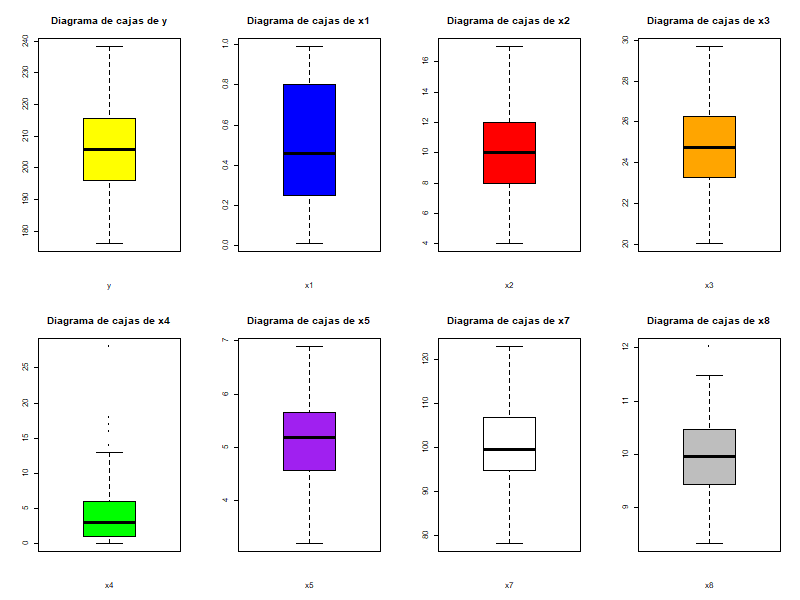 Diagrama de cajas de y
240
230
220
210
200
190
180
y
Diagrama de cajas de x1
1.0
0.8
0.6
0.4
0.2
0.0
x1
Diagrama de cajas de x2
16
14
12
10
8
6
4
x2
Diagrama de cajas de x3
30
28
26
24
22
20
x3
Diagrama de cajas de x4
25
20
15
10
5
0
x4
Diagrama de cajas de x5
7
6
5
4
x5
Diagrama de cajas de x7
120
110
100
90
80
x7
Diagrama de cajas de x8
12
11
10
9
x8